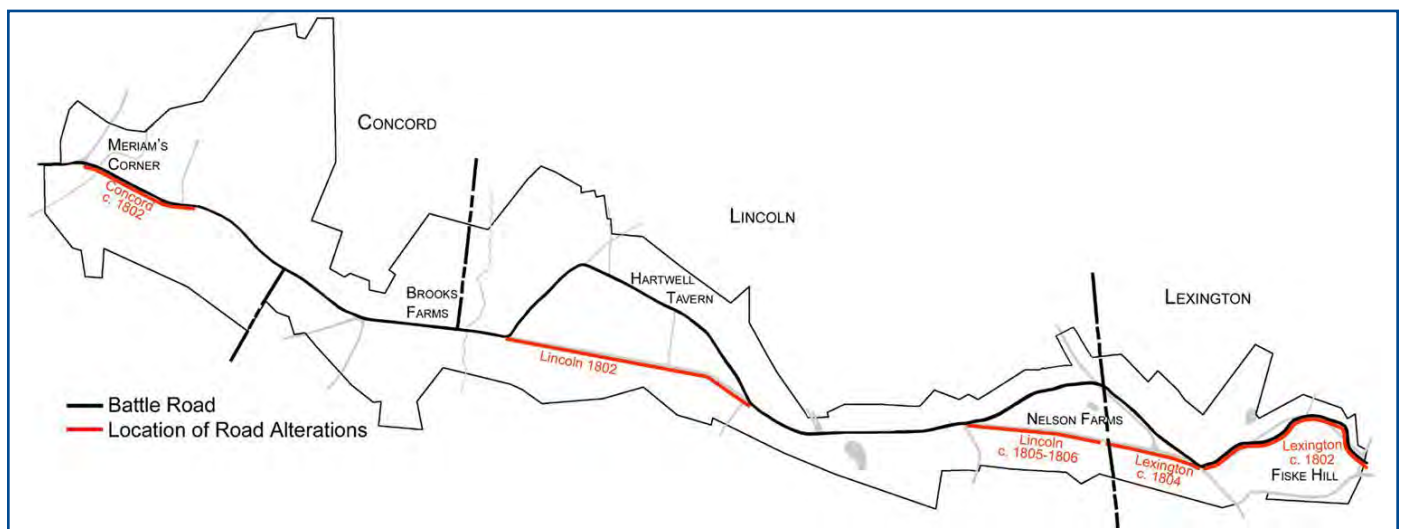 CONCORD
MERIAM'S
CORNER
Concord
c. 1802
LINCOLN
HARTWELL
TAVERN
BROOKS
FARMS
Lincoln 1802
LEXINGTON
NELSON FARMS
Lincoln
c. 1805-1806
Lexington
c. 1804
Lexington
c. 1802
FISKE HILL
Battle Road
Location of Road Alterations